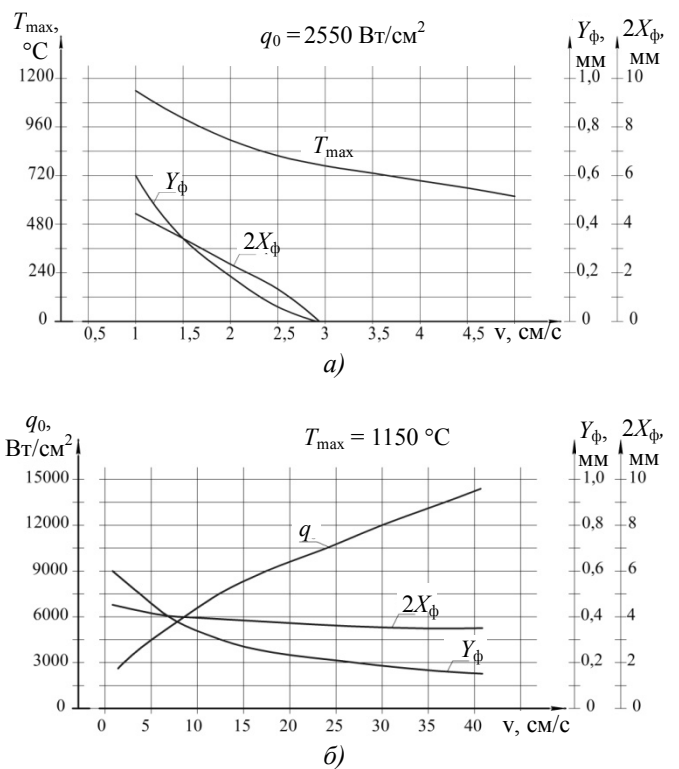 Tmax, °C
q0 = 2550 Вт/см2
Yф, мм
2Xф, мм
1200 1,0 10
960 0,8 8
Tmax
720 0,6 6
Yф
480 0,4 4
2Xф
240 0,2 2
0 0 0
0,5 1 1,5 2 2,5 3 3,5 4 4,5 v, см/с
а)
q0, Вт/см2
Tmax = 1150 °C
Yф, мм
2Xф, мм
15000 1,0 10
12000 0,8 8
q
9000 0,6 6
2Xф
6000 0,4 4
Yф
3000 0,2 2
0 0 0
0 5 10 15 20 25 30 35 40 v, см/с
б)